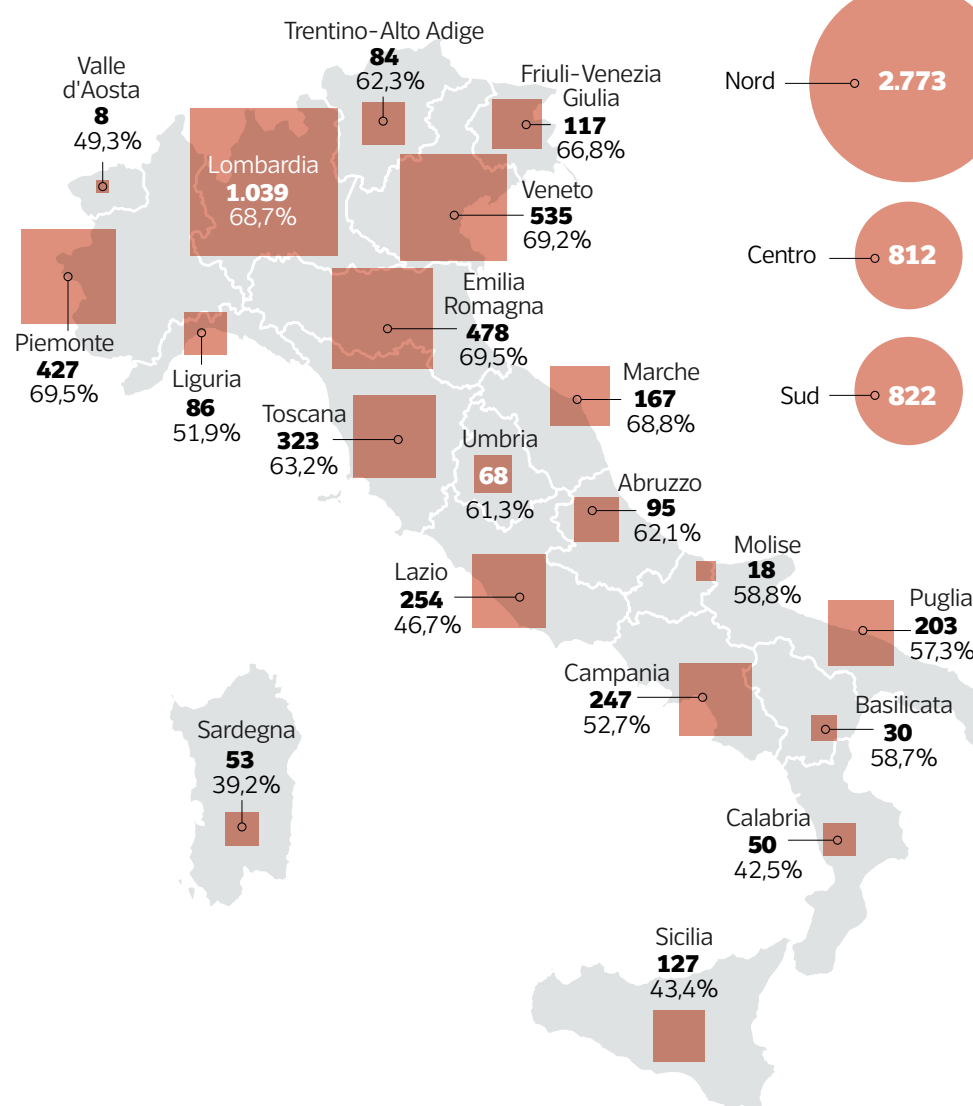 Trentino-Alto Adige
84
62,3%
Valle
d'Aosta
8
49,3%
Friuli-Venezia
Giulia
117
66,8%
Nord
2.773
Lombardia
1.039
68,7%
Veneto
535
69,2%
Centro
812
Emilia
Romagna
478
69,5%
Piemonte
427
69,5%
Liguria
86
51,9%
Marche
167
68,8%
Sud
822
Toscana
323
63,2%
Umbria
68
61,3%
Abruzzo
95
62,1%
Molise
18
58,8%
Lazio
254
46,7%
Puglia
203
57,3%
Campania
247
52,7%
Basilicata
30
58,7%
Sardegna
53
39,2%
Calabria
50
42,5%
Sicilia
127
43,4%